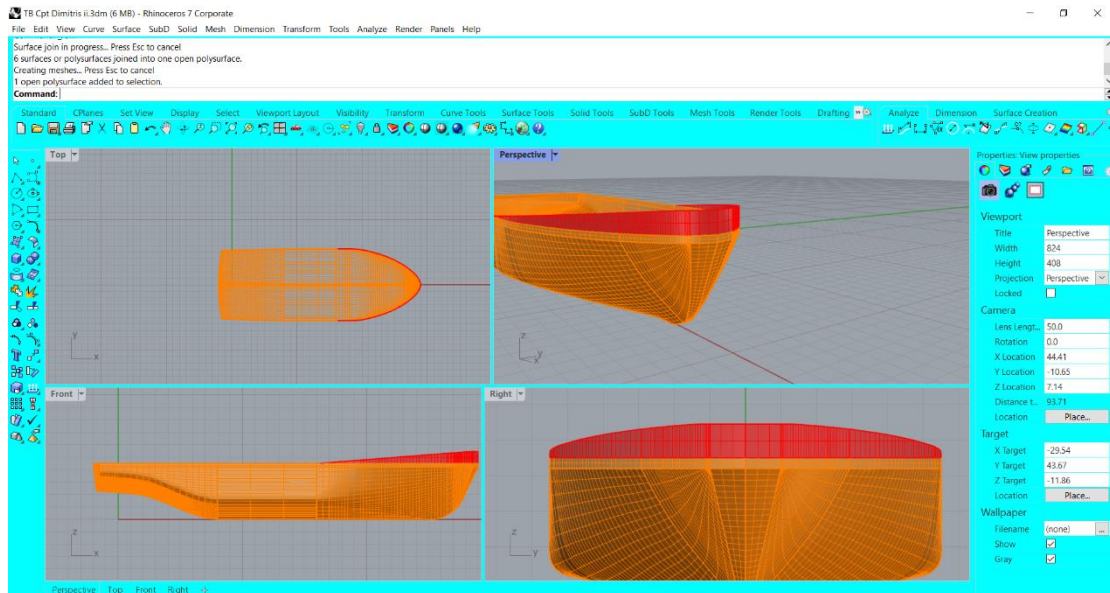 TB Cpt Dimitris ii.3dm (6 MB) - Rhinoceros 7 Corporate
File Edit View Curve Surface SubD Solid Mesh Dimension Transform Tools Analyze Render Panels Help
Surface join in progress... Press Esc to cancel
6 surfaces or polysurfaces joined into one open polysurface.
Creating meshes... Press Esc to cancel
1 open polysurface added to selection.
Command:
Standard CPlanes Set View Display Select Viewport Layout Visibility Transform Curve Tools Surface Tools Solid Tools SubD Tools Mesh Tools Render Tools Drafting Analyze Dimension Surface Creation
Top
y
x
Perspective
z
y
x
Front
z
x
Right
z
y
Properties: View properties
Viewport
Title Perspective
Width 824
Height 408
Projection Perspective
Locked
Camera
Lens Lengt... 50.0
Rotation 0.0
X Location 44.41
Y Location -10.65
Z Location 7.14
Distance t... 93.71
Location Place...
Target
X Target -29.54
Y Target 43.67
Z Target -11.86
Location Place...
Wallpaper
Filename (none) ...
Show
Gray
Perspective Top Front Right